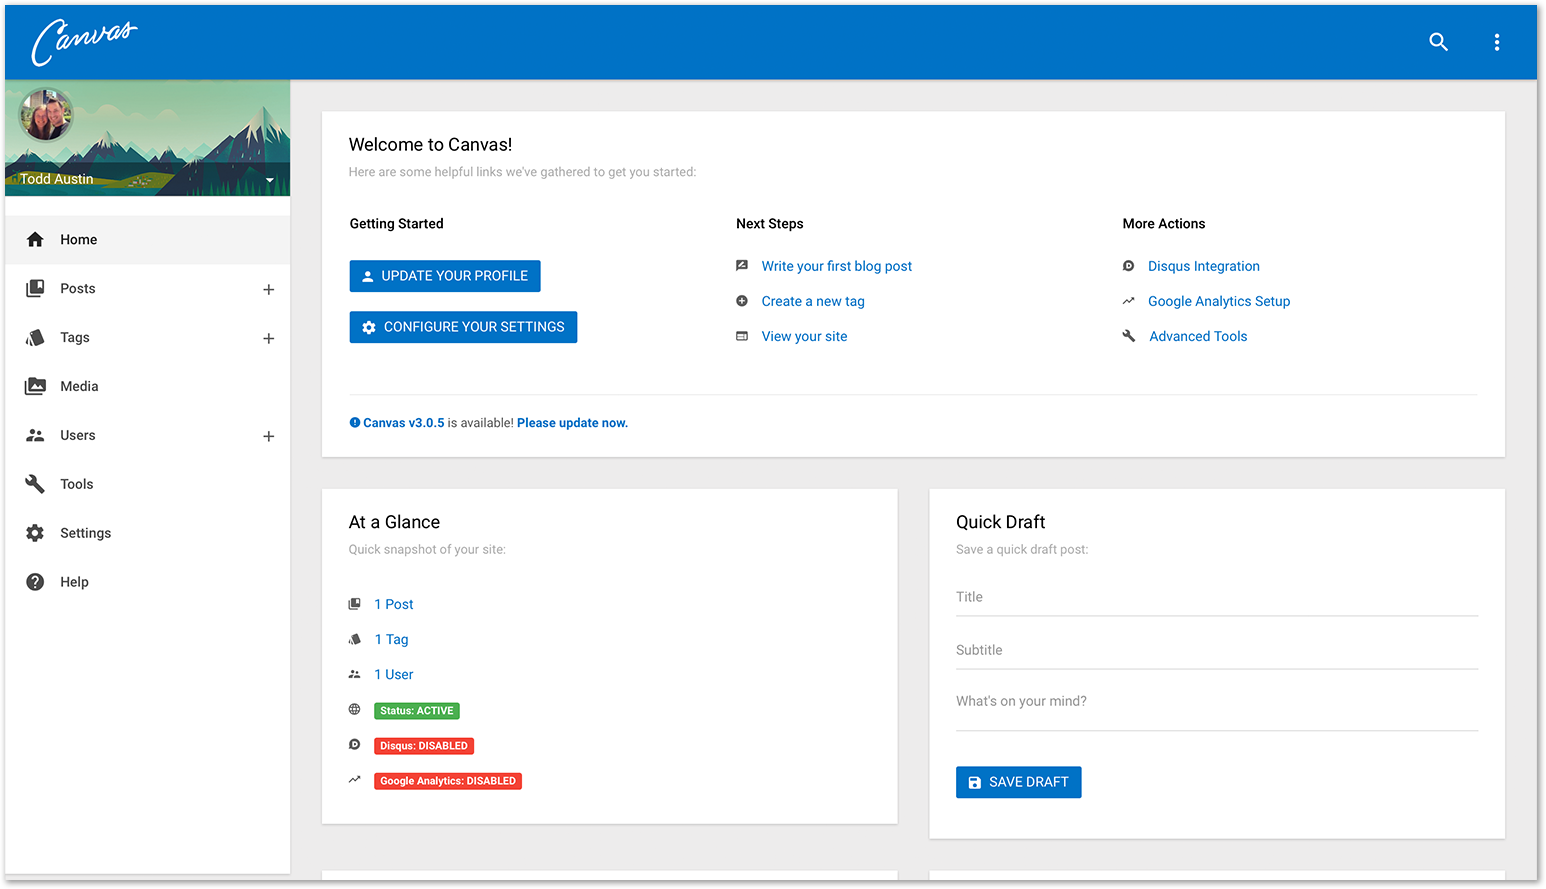 Canvas
Todd Austin
Home
Posts
Tags
Media
Users
Tools
Settings
Help
Welcome to Canvas!
Here are some helpful links we've gathered to get you started:
Getting Started
UPDATE YOUR PROFILE
CONFIGURE YOUR SETTINGS
Next Steps
Write your first blog post
Create a new tag
View your site
More Actions
Disqus Integration
Google Analytics Setup
Advanced Tools
Canvas v3.0.5 is available! Please update now.
At a Glance
Quick snapshot of your site:
1 Post
1 Tag
1 User
Status: ACTIVE
Disqus: DISABLED
Google Analytics: DISABLED
Quick Draft
Save a quick draft post:
Title
Subtitle
What's on your mind?
SAVE DRAFT